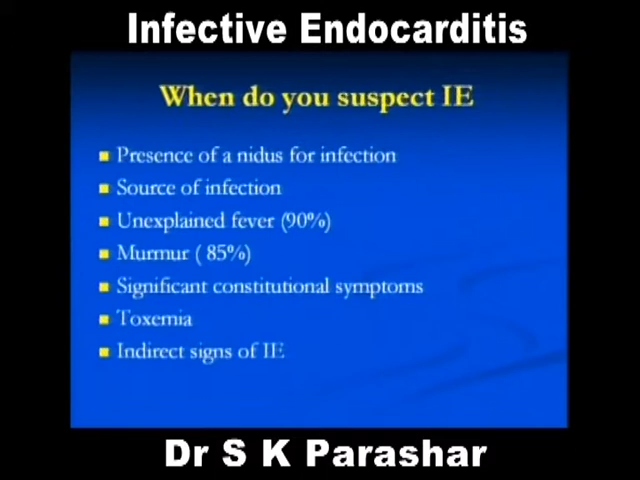 Infective Endocarditis
When do you suspect IE
Presence of a nidus for infection
Source of infection
Unexplained fever (90%)
Murmur ( 85%)
Significant constitutional symptoms
Toxemia
Indirect signs of IE
Dr S K Parashar